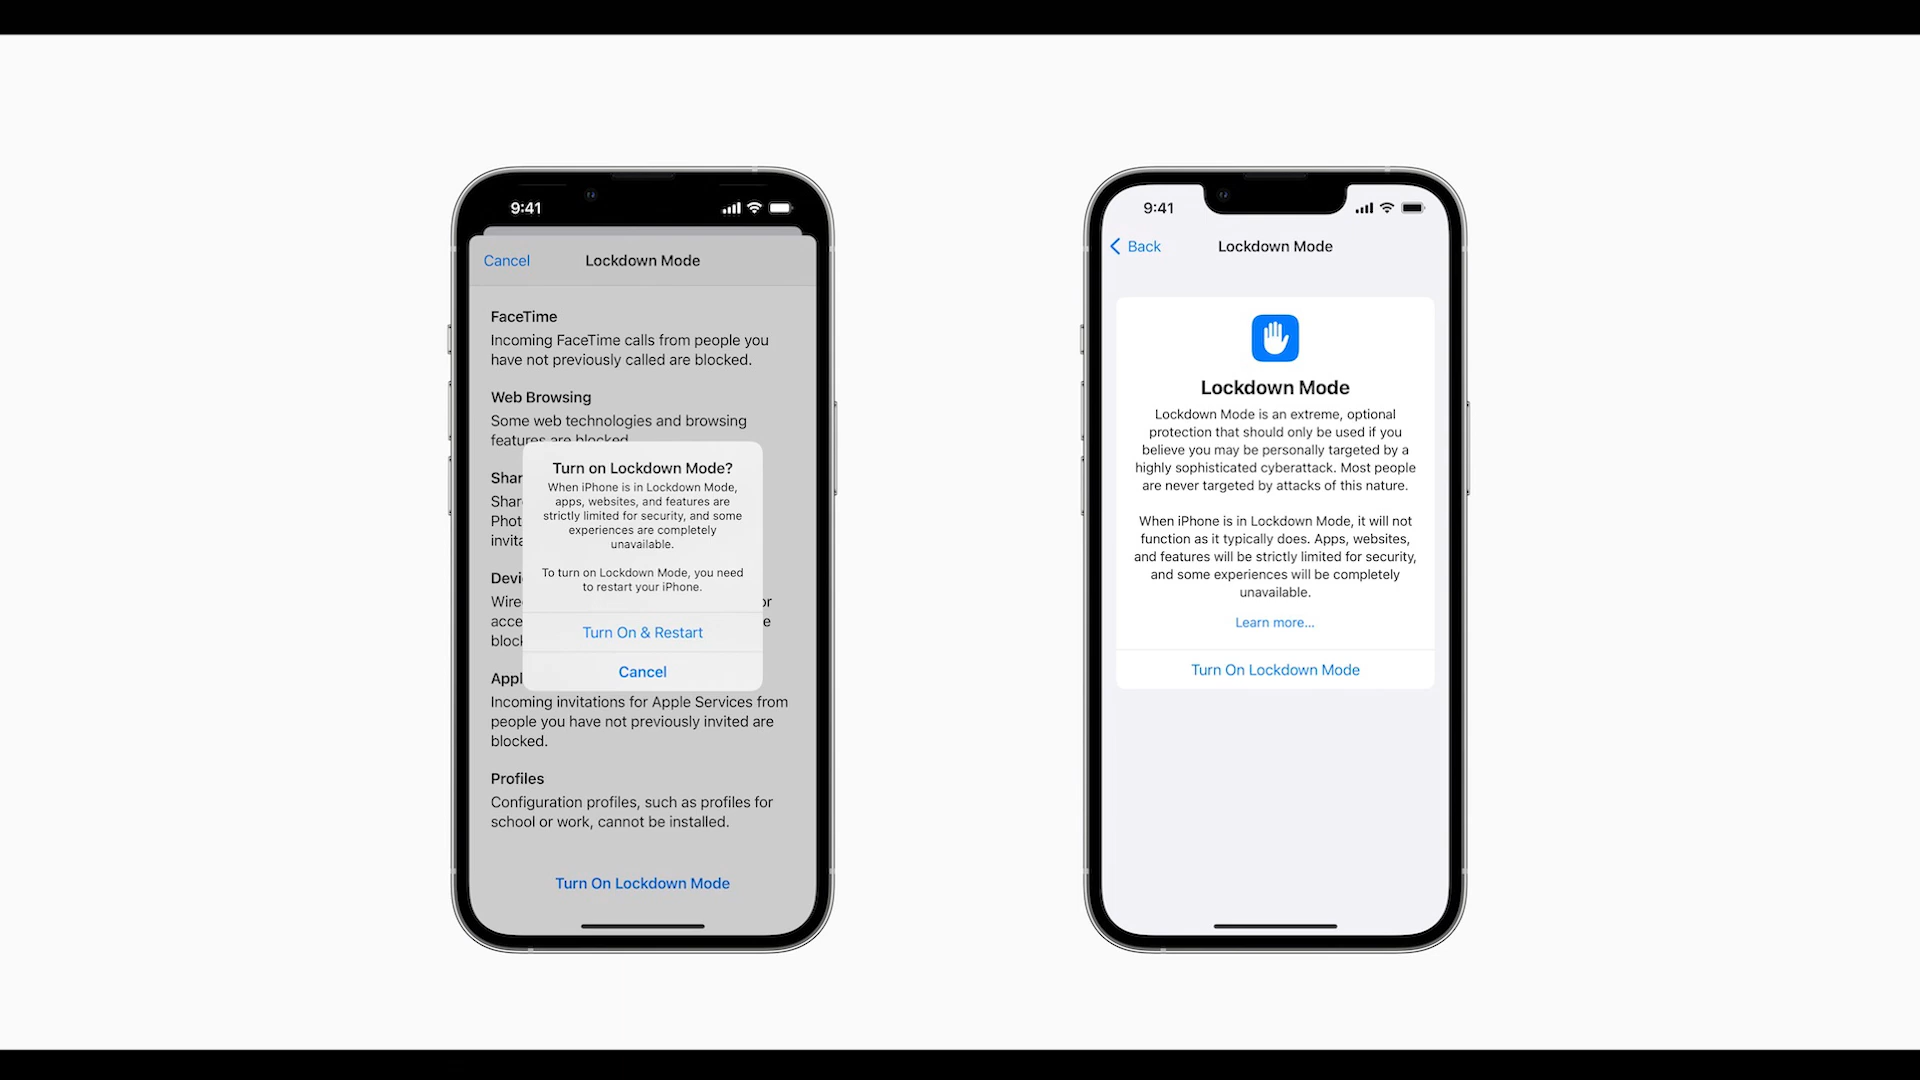 9:41
Cancel
Lockdown Mode
FaceTime
Incoming FaceTime calls from people you
have not previously called are blocked.
Web Browsing
Some web technologies and browsing
features are blocked.
Turn on Lockdown Mode?
When iPhone is in Lockdown Mode,
apps, websites, and features are
strictly limited for security, and some
experiences are completely
unavailable.
To turn on Lockdown Mode, you need
to restart your iPhone.
Turn On & Restart
Cancel
Incoming invitations for Apple Services from
people you have not previously invited are
blocked.
Profiles
Configuration profiles, such as profiles for
school or work, cannot be installed.
Turn On Lockdown Mode
9:41
Back
Lockdown Mode
Lockdown Mode
Lockdown Mode is an extreme, optional
protection that should only be used if you
believe you may be personally targeted by a
highly sophisticated cyberattack. Most people
are never targeted by attacks of this nature.
When iPhone is in Lockdown Mode, it will not
function as it typically does. Apps, websites,
and features will be strictly limited for security,
and some experiences will be completely
unavailable.
Learn more...
Turn On Lockdown Mode